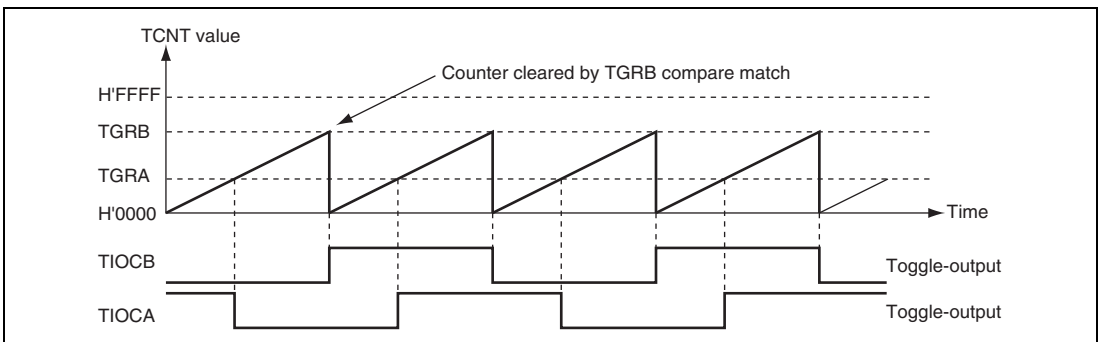 TCNT value
Counter cleared by TGRB compare match
H'FFFF
TGRB
TGRA
H'0000
Time
TIOCB
Toggle-output
TIOCA
Toggle-output